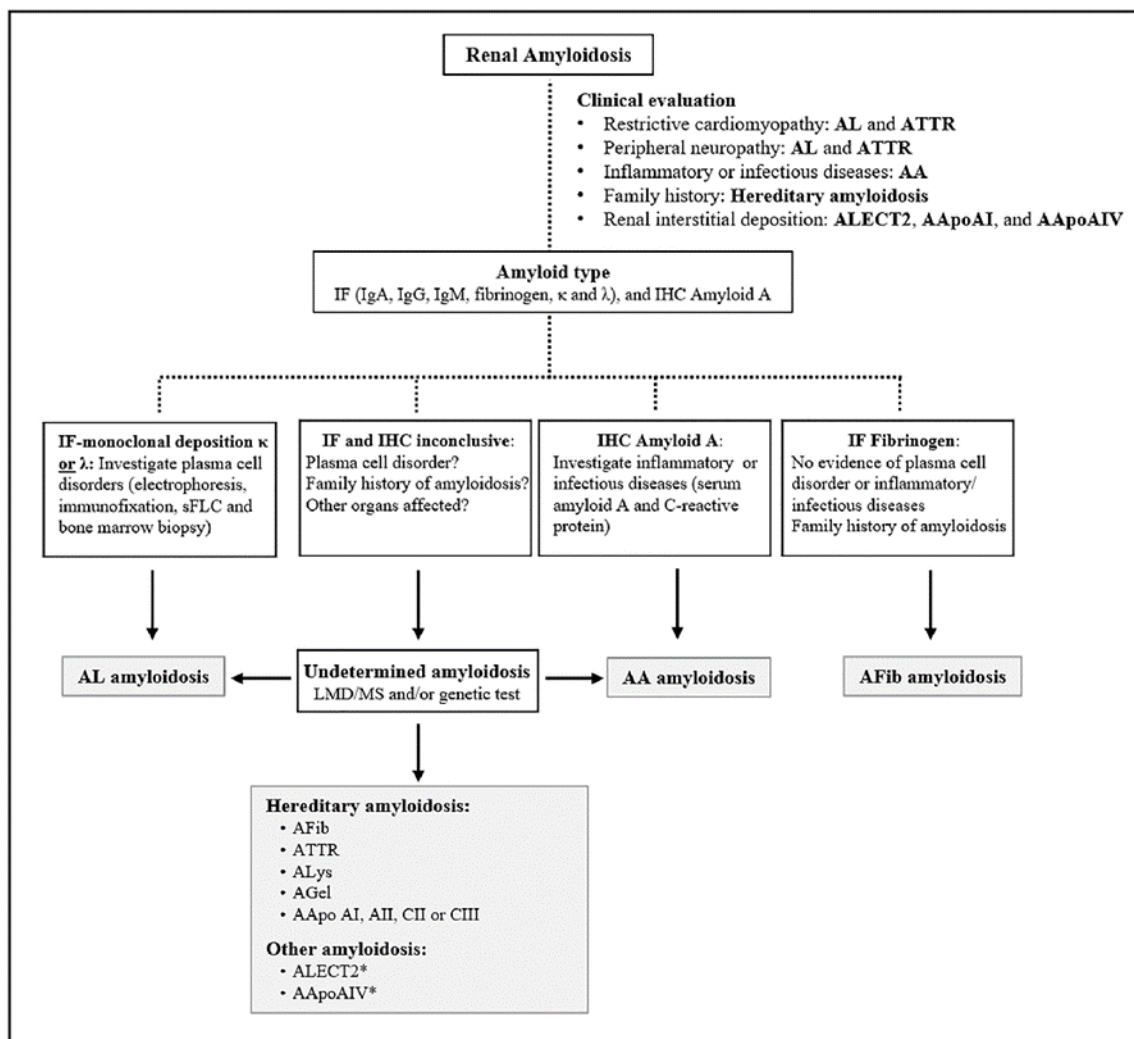 Renal Amyloidosis
Clinical evaluation
• Restrictive cardiomyopathy: AL and ATTR
• Peripheral neuropathy: AL and ATTR
• Inflammatory or infectious diseases: AA
• Family history: Hereditary amyloidosis
• Renal interstitial deposition: ALECT2, AApoAI, and AApoAIV
Amyloid type
IF (IgA, IgG, IgM, fibrinogen, κ and λ), and IHC Amyloid A
IF-monoclonal deposition κ
or λ: Investigate plasma cell
disorders (electrophoresis,
immunofixation, sFLC and
bone marrow biopsy)
IF and IHC inconclusive:
Plasma cell disorder?
Family history of amyloidosis?
Other organs affected?
IHC Amyloid A:
Investigate inflammatory or
infectious diseases (serum
amyloid A and C-reactive
protein)
IF Fibrinogen:
No evidence of plasma cell
disorder or inflammatory/
infectious diseases
Family history of amyloidosis
AL amyloidosis
Undetermined amyloidosis
LMD/MS and/or genetic test
AA amyloidosis
AFib amyloidosis
Hereditary amyloidosis:
• AFib
• ATTR
• ALys
• AGel
• AApo AI, AII, CII or CIII
Other amyloidosis:
• ALECT2*
• AApoAIV*